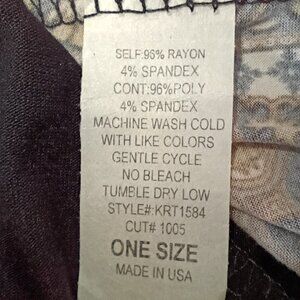 SELF:96% RAYON
4% SPANDEX
CONT:96%POLY
4% SPANDEX
MACHINE WASH COLD
WITH LIKE COLORS
GENTLE CYCLE
NO BLEACH
TUMBLE DRY LOW
STYLE#:KRT1584
CUT# 1005
ONE SIZE
MADE IN USA